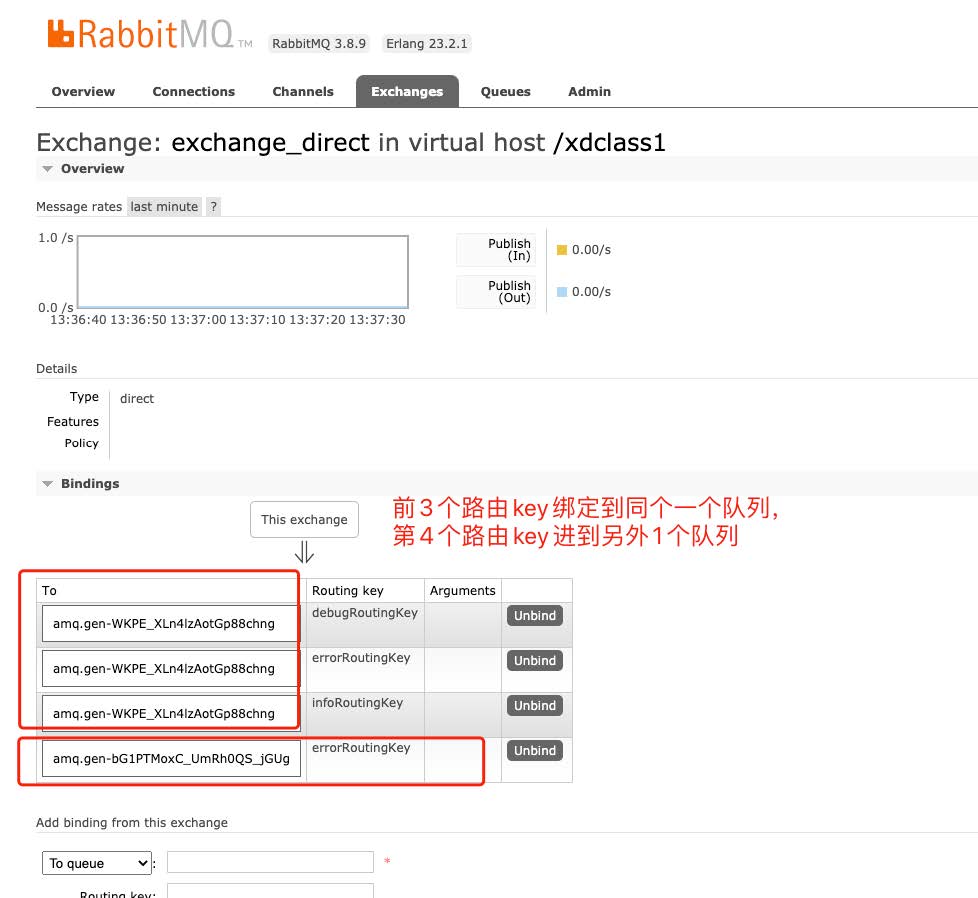 RabbitMQ TM RabbitMQ 3.8.9 Erlang 23.2.1
Overview Connections Channels Exchanges Queues Admin
Exchange: exchange_direct in virtual host /xdclass1
Overview
Message rates last minute ?
1.0 /s
0.0 /s
13:36:40 13:36:50 13:37:00 13:37:10 13:37:20 13:37:30
Publish (In) 0.00/s
Publish (Out) 0.00/s
Details
Type direct
Features
Policy
Bindings
This exchange
前3个路由key绑定到同个一个队列,
第4个路由key进到另外1个队列
To Routing key Arguments
amq.gen-WKPE_XLn4lzAotGp88chng debugRoutingKey Unbind
amq.gen-WKPE_XLn4lzAotGp88chng errorRoutingKey Unbind
amq.gen-WKPE_XLn4lzAotGp88chng infoRoutingKey Unbind
amq.gen-bG1PTMoxC_UmRh0QS_jGUg errorRoutingKey Unbind
Add binding from this exchange
To queue : *
Routing key: